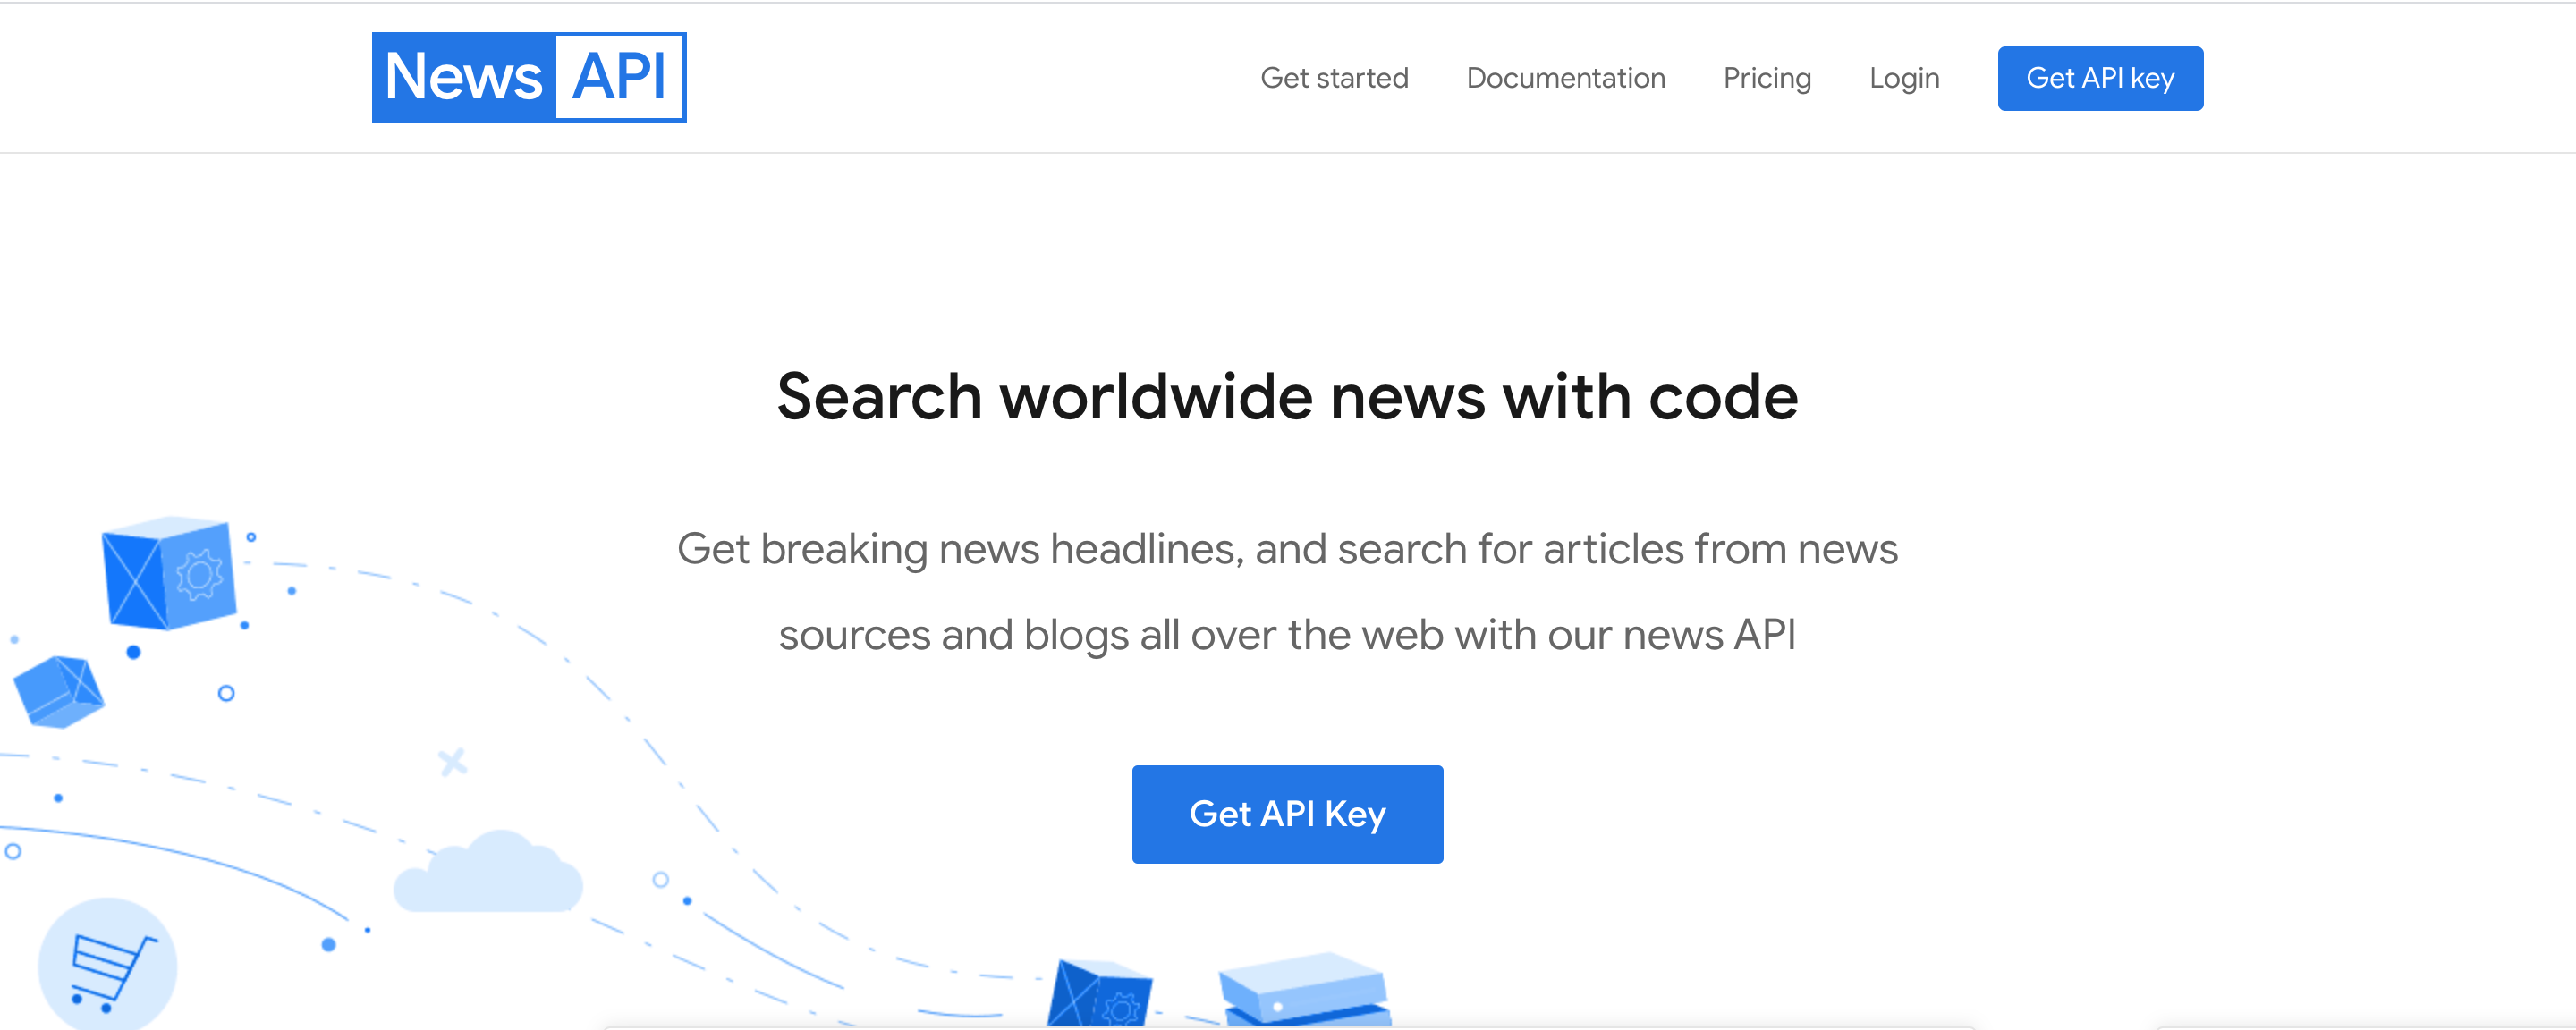 News API
Get started Documentation Pricing Login Get API key
Search worldwide news with code
Get breaking news headlines, and search for articles from news
sources and blogs all over the web with our news API
Get API Key